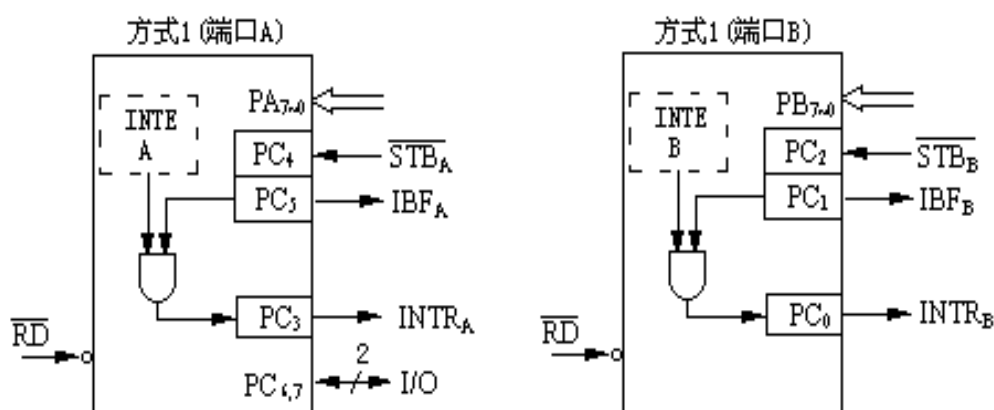 方式1(端口A)
INTE
A
PA7~0
PC4
STBA
PC5
IBFA
PC3
INTRA
RD
2
PC6,7
I/O
方式1(端口B)
INTE
B
PB7~0
PC2
STBB
PC1
IBFB
PC0
INTRB
RD